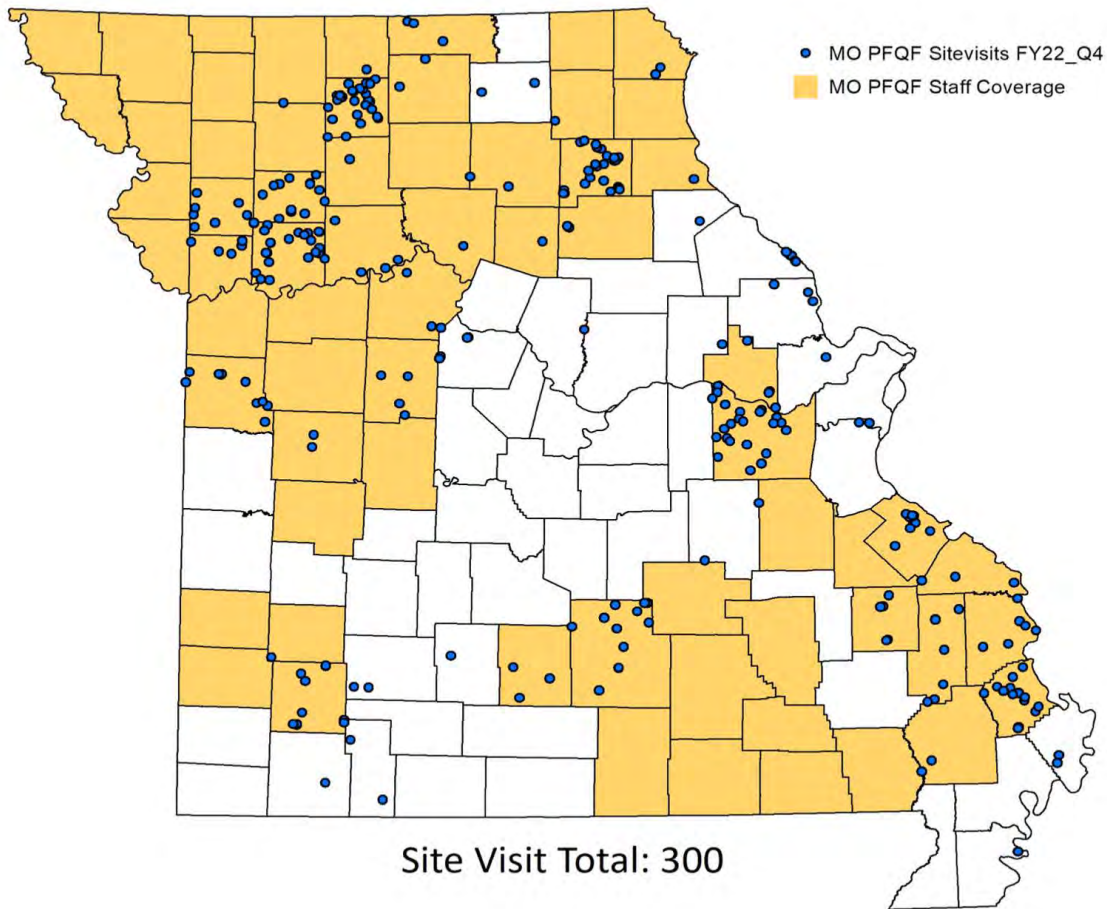 MO PFQF Sitevisits FY22_Q4
MO PFQF Staff Coverage
Site Visit Total: 300